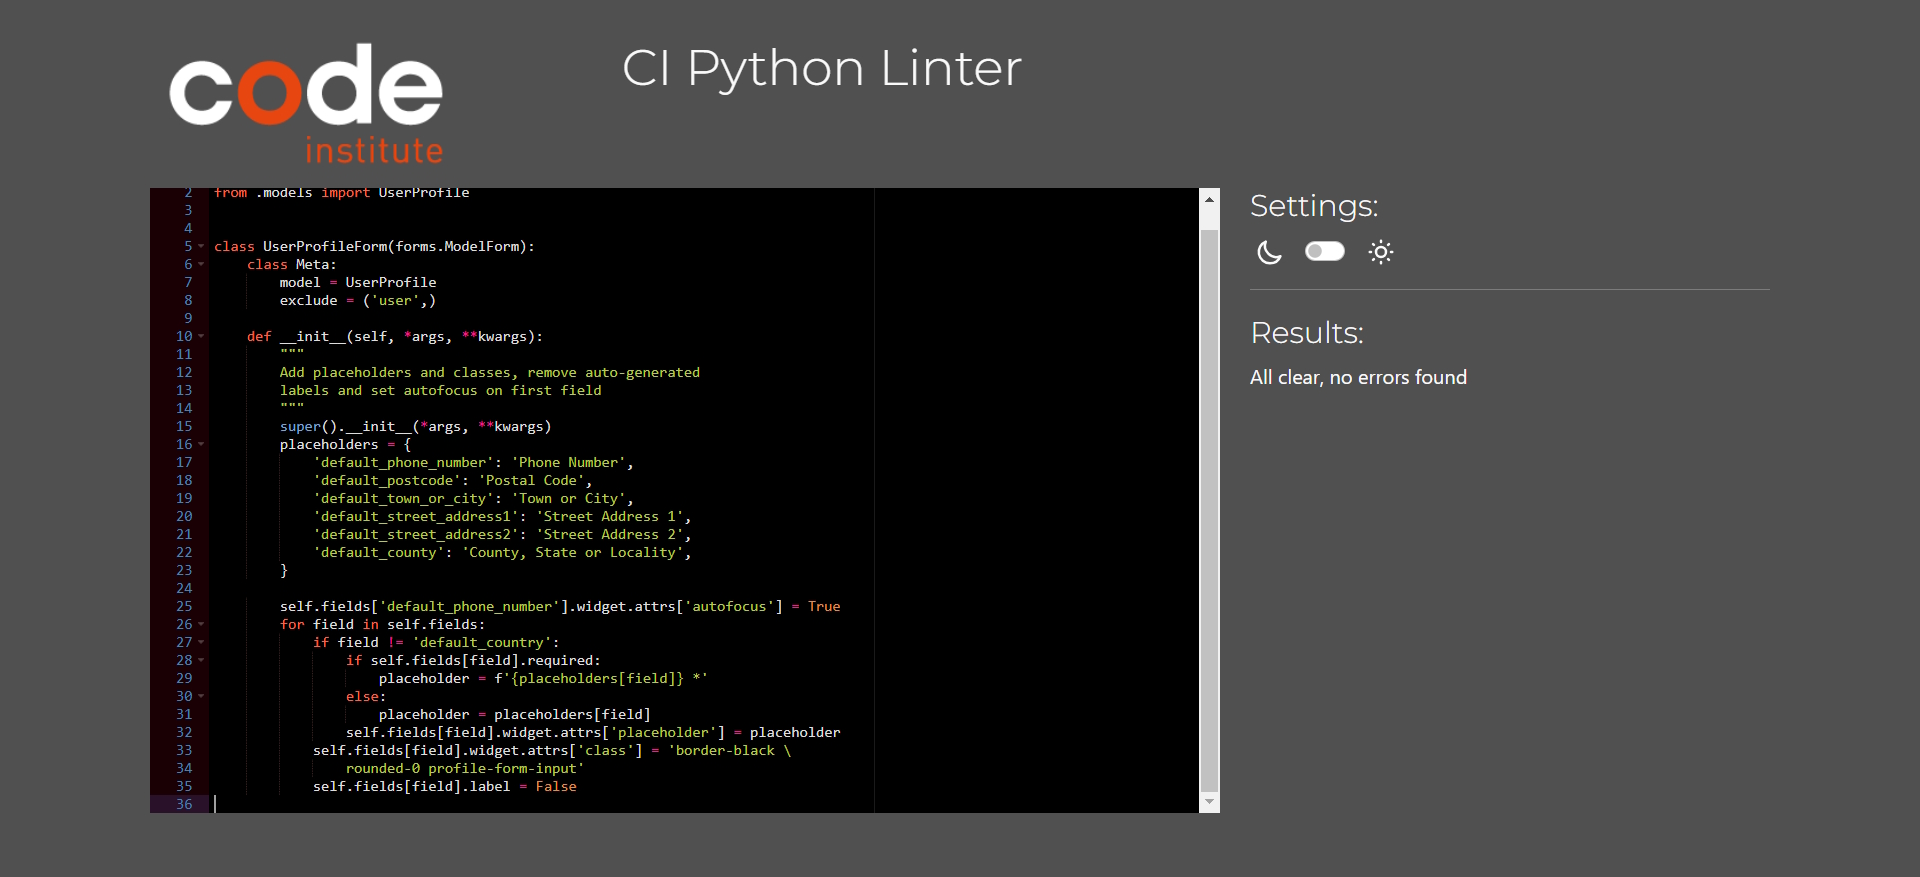 code
institute
CI Python Linter
2 from .models import UserProfile
3
4
5 class UserProfileForm(forms.ModelForm):
6     class Meta:
7         model = UserProfile
8         exclude = ('user',)
9
10     def __init__(self, *args, **kwargs):
11         """
12         Add placeholders and classes, remove auto-generated
13         labels and set autofocus on first field
14         """
15         super().__init__(*args, **kwargs)
16         placeholders = {
17             'default_phone_number': 'Phone Number',
18             'default_postcode': 'Postal Code',
19             'default_town_or_city': 'Town or City',
20             'default_street_address1': 'Street Address 1',
21             'default_street_address2': 'Street Address 2',
22             'default_county': 'County, State or Locality',
23         }
24
25         self.fields['default_phone_number'].widget.attrs['autofocus'] = True
26         for field in self.fields:
27             if field != 'default_country':
28                 if self.fields[field].required:
29                     placeholder = f'{placeholders[field]} *'
30                 else:
31                     placeholder = placeholders[field]
32                 self.fields[field].widget.attrs['placeholder'] = placeholder
33             self.fields[field].widget.attrs['class'] = 'border-black \
34                 rounded-0 profile-form-input'
35             self.fields[field].label = False
36
Settings:
Results:
All clear, no errors found